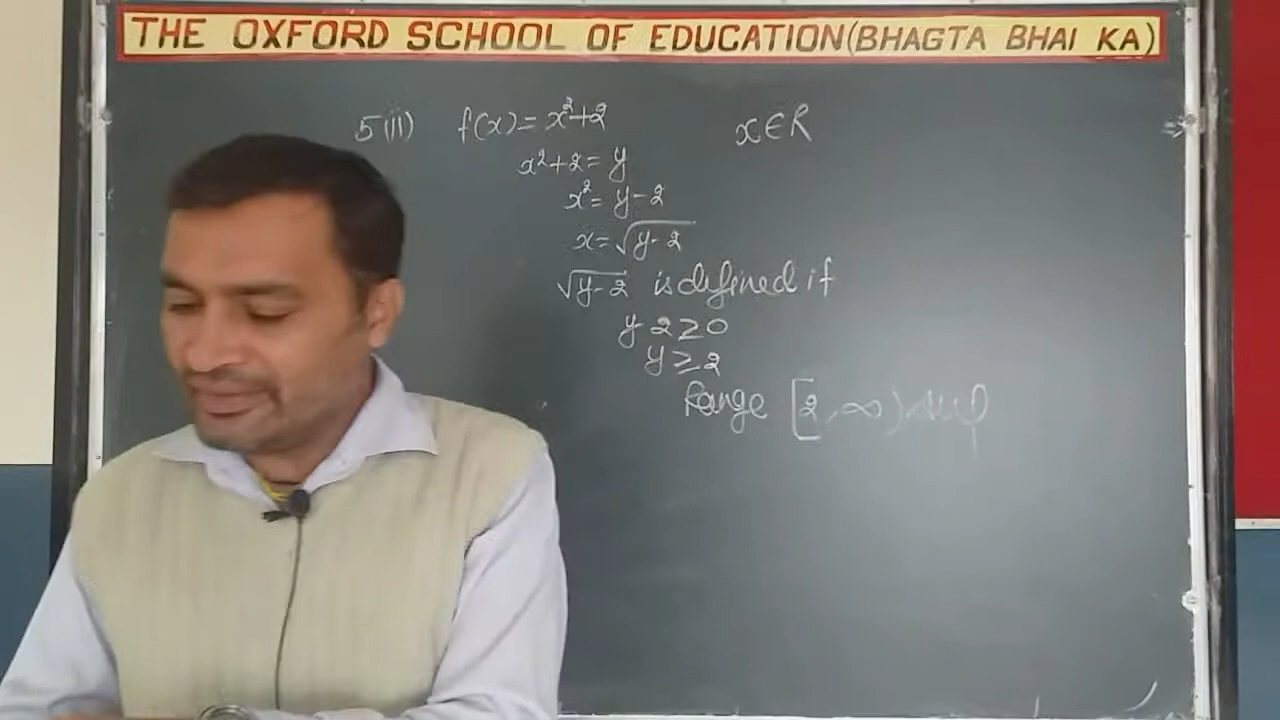 THE OXFORD SCHOOL OF EDUCATION(BHAGTA BHAI KA)
5(ii) f(x)= x²+2 x∈R
x²+2= y
x²= y-2
x=√y-2
√y-2 is defined if
y 2≥0
y≥2
Range [2,∞)